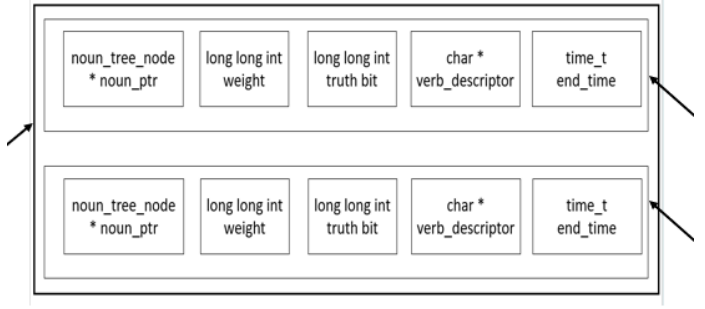 noun_tree_node
* noun_ptr
long long int
weight
long long int
truth bit
char *
verb_descriptor
time_t
end_time
noun_tree_node
* noun_ptr
long long int
weight
long long int
truth bit
char *
verb_descriptor
time_t
end_time